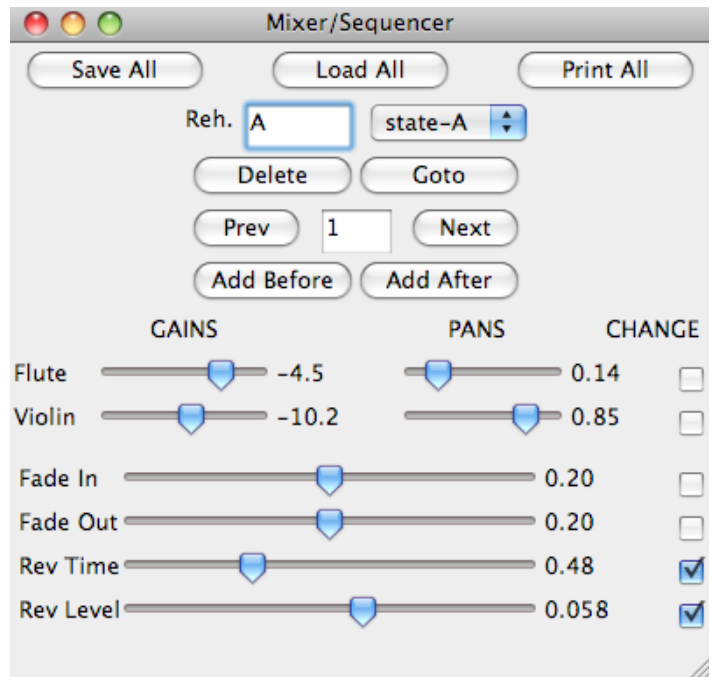 Mixer/Sequencer
Save All Load All Print All
Reh. A state-A
Delete Goto
Prev 1 Next
Add Before Add After
GAINS PANS CHANGE
Flute -4.5 0.14
Violin -10.2 0.85
Fade In 0.20
Fade Out 0.20
Rev Time 0.48
Rev Level 0.058